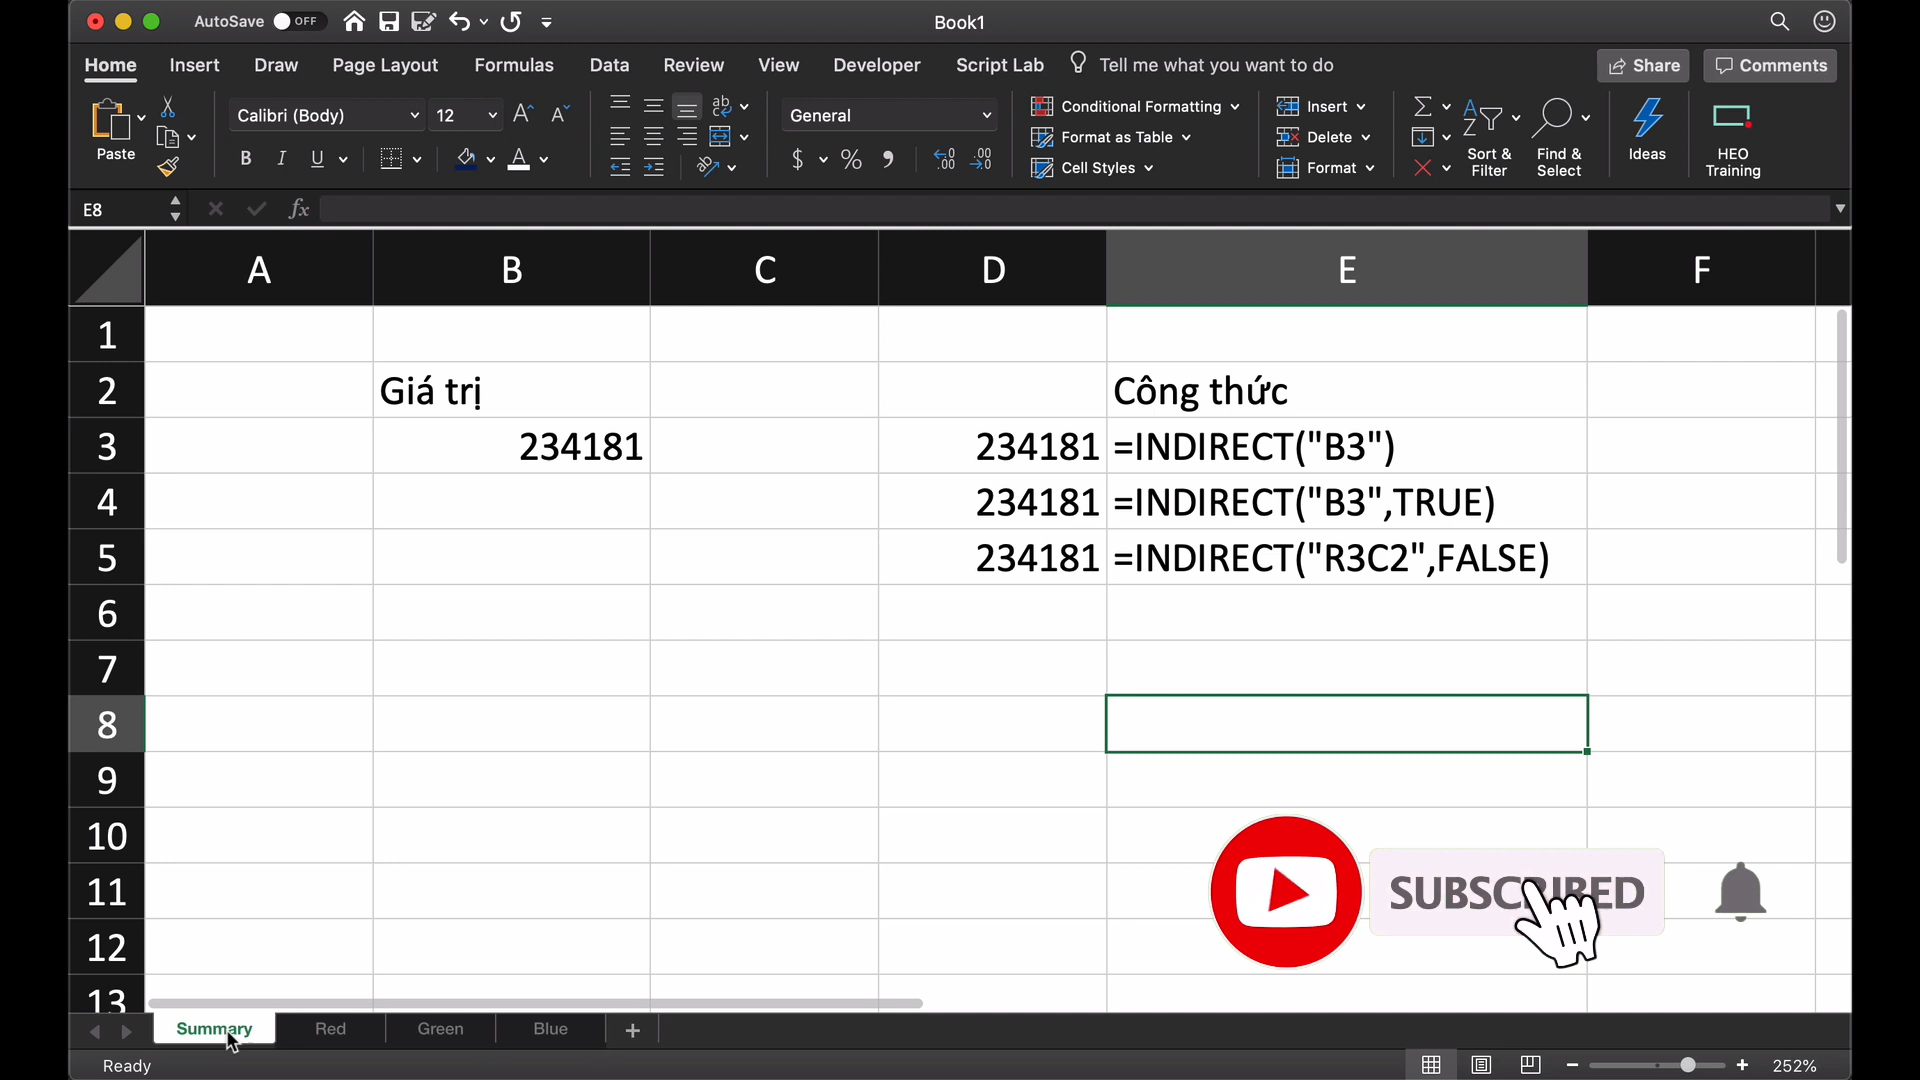 AutoSave OFF Book1
Home Insert Draw Page Layout Formulas Data Review View Developer Script Lab Tell me what you want to do Share Comments
Paste
Calibri (Body) 12
General
Conditional Formatting
Format as Table
Cell Styles
Insert
Delete
Format
Sort & Filter
Find & Select
Ideas
HEO Training
E8 fx
A B C D E F
1
2 Giá trị Công thức
3 234181 234181 =INDIRECT("B3")
4 234181 =INDIRECT("B3",TRUE)
5 234181 =INDIRECT("R3C2",FALSE)
6
7
8
9
10
11
SUBSCRIBED
12
13
Summary Red Green Blue
Ready 252%